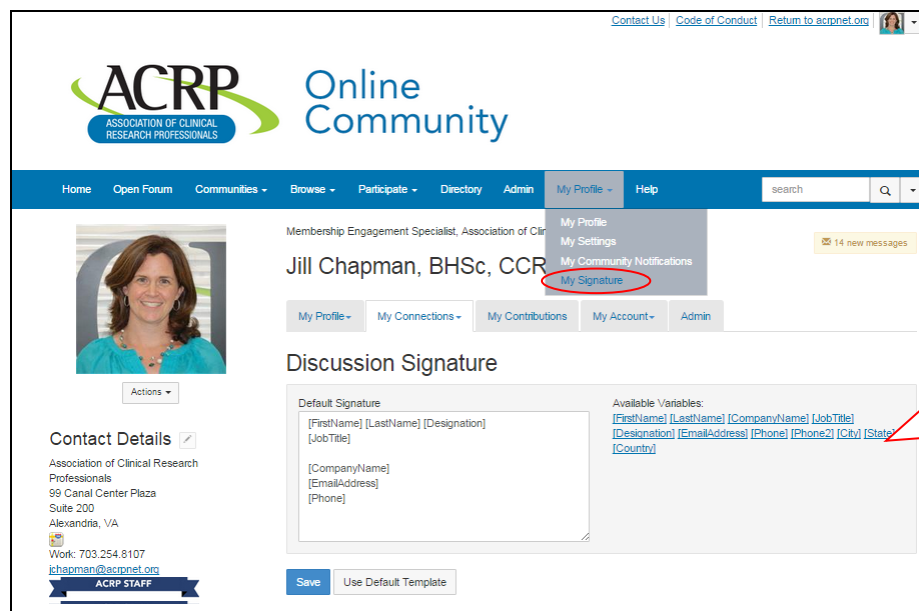 Contact Us Code of Conduct Return to acrpnet.org
ACRP
ASSOCIATION OF CLINICAL
RESEARCH PROFESSIONALS
Online
Community
Home Open Forum Communities Browse Participate Directory Admin My Profile Help search
My Profile
My Settings
My Community Notifications
My Signature
Membership Engagement Specialist, Association of Clin
14 new messages
Jill Chapman, BHSc, CCR
My Profile My Connections My Contributions My Account Admin
Discussion Signature
Actions
Default Signature
[FirstName] [LastName] [Designation]
[JobTitle]
[CompanyName]
[EmailAddress]
[Phone]
Available Variables:
[FirstName] [LastName] [CompanyName] [JobTitle]
[Designation] [EmailAddress] [Phone] [Phone2] [City] [State]
[Country]
Contact Details
Association of Clinical Research
Professionals
99 Canal Center Plaza
Suite 200
Alexandria, VA
Work: 703.254.8107
jchapman@acrpnet.org
ACRP STAFF
Save Use Default Template